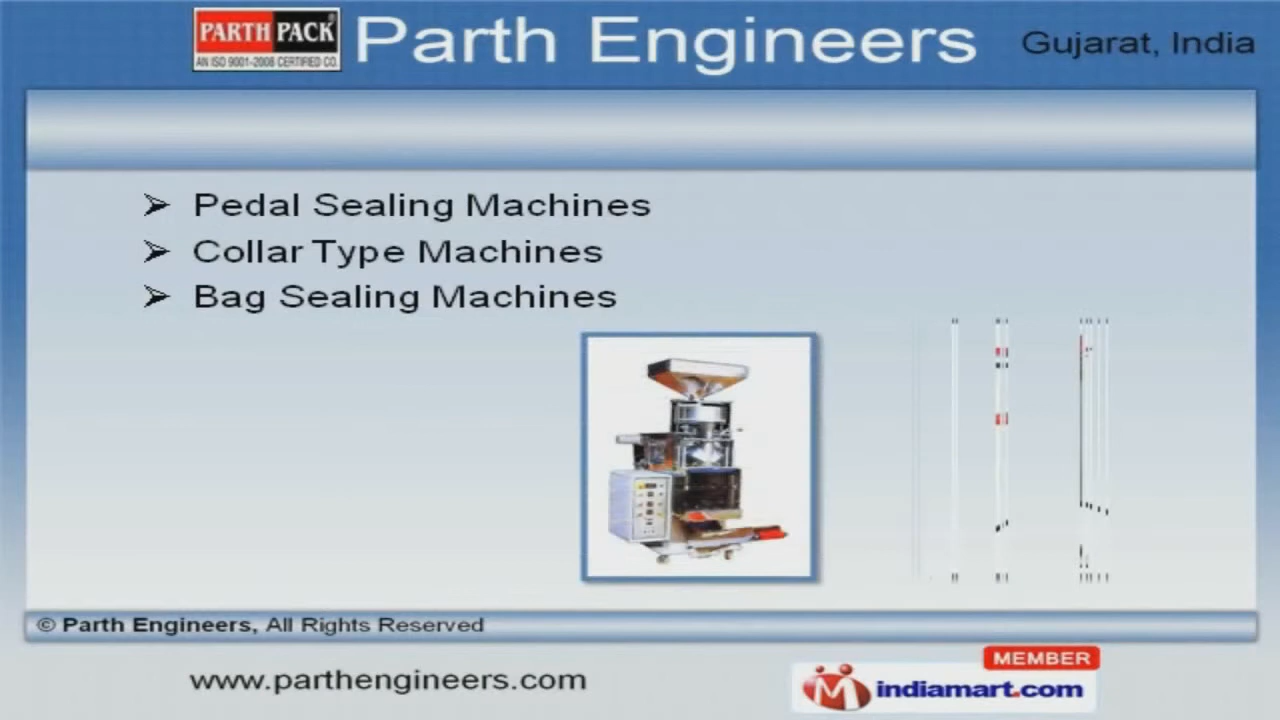 PARTH PACK®
AN ISO 9001-2008 CERTIFIED CO.
Parth Engineers
Gujarat, India
➢ Pedal Sealing Machines
➢ Collar Type Machines
➢ Bag Sealing Machines
© Parth Engineers, All Rights Reserved
www.parthengineers.com
MEMBER
indiamart.com